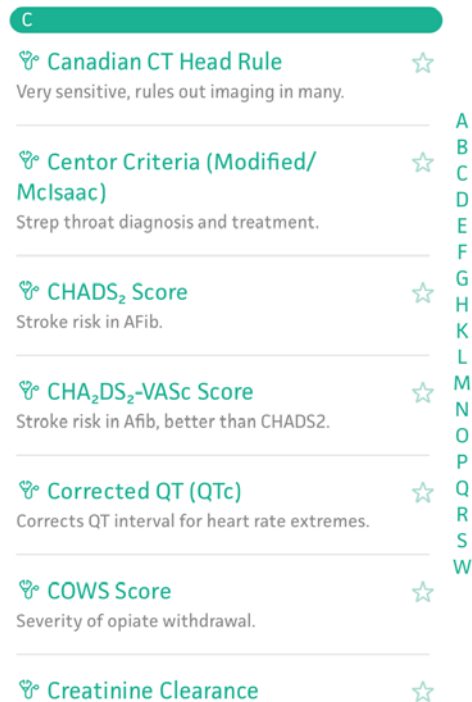 C
Canadian CT Head Rule
Very sensitive, rules out imaging in many.
Centor Criteria (Modified/
McIsaac)
Strep throat diagnosis and treatment.
CHADS₂ Score
Stroke risk in AFib.
CHA₂DS₂-VASc Score
Stroke risk in Afib, better than CHADS2.
Corrected QT (QTc)
Corrects QT interval for heart rate extremes.
COWS Score
Severity of opiate withdrawal.
Creatinine Clearance
A
B
C
D
E
F
G
H
K
L
M
N
O
P
Q
R
S
W